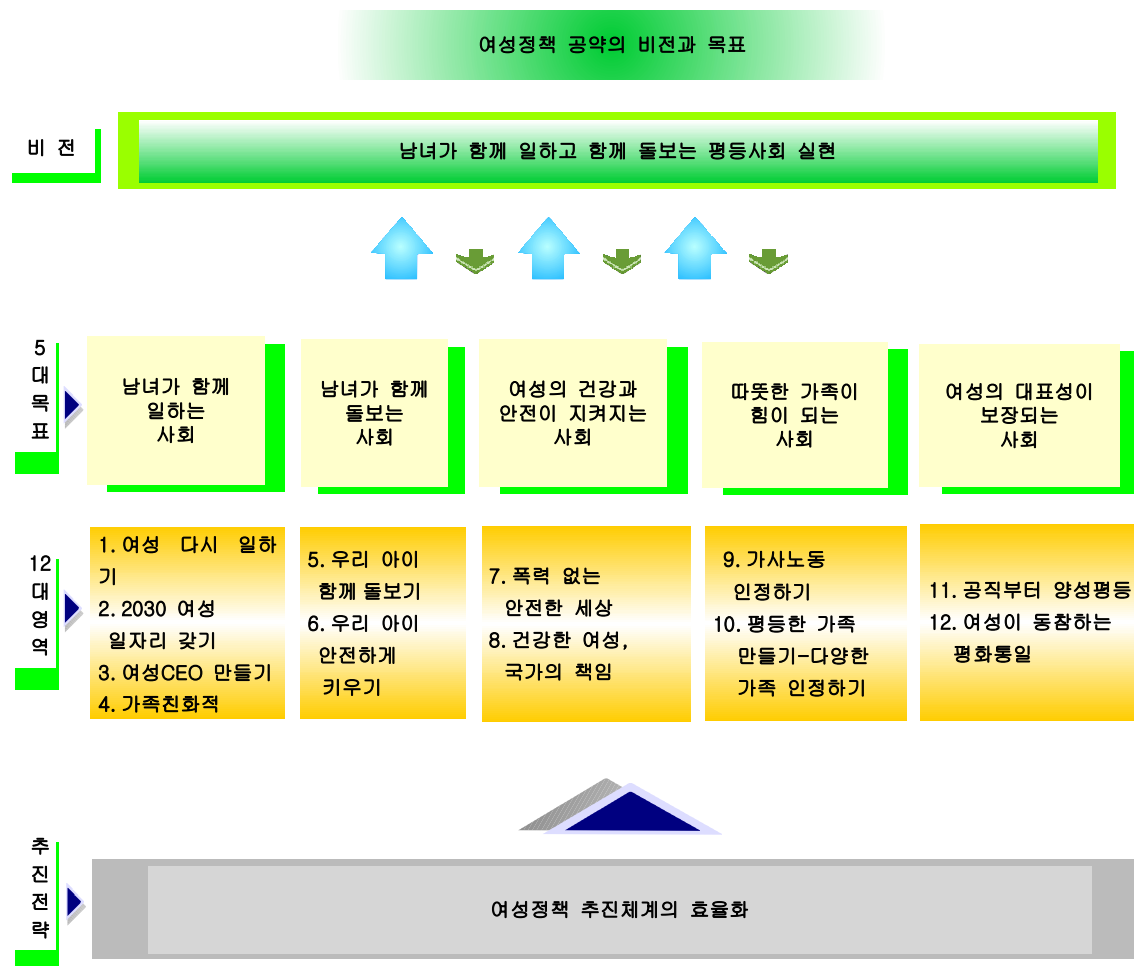 여성정책 공약의 비전과 목표
비 전
남녀가 함께 일하고 함께 돌보는 평등사회 실현
5
대
목
표
남녀가 함께
일하는
사회
남녀가 함께
돌보는
사회
여성의 건강과
안전이 지켜지는
사회
따뜻한 가족이
힘이 되는
사회
여성의 대표성이
보장되는
사회
12
대
영
역
1. 여성 다시 일하
기
2. 2030 여성
일자리 갖기
3. 여성CEO 만들기
4. 가족친화적
5. 우리 아이
함께 돌보기
6. 우리 아이
안전하게
키우기
7. 폭력 없는
안전한 세상
8. 건강한 여성,
국가의 책임
9. 가사노동
인정하기
10. 평등한 가족
만들기-다양한
가족 인정하기
11. 공직부터 양성평등
12. 여성이 동참하는
평화통일
추
진
전
략
여성정책 추진체계의 효율화